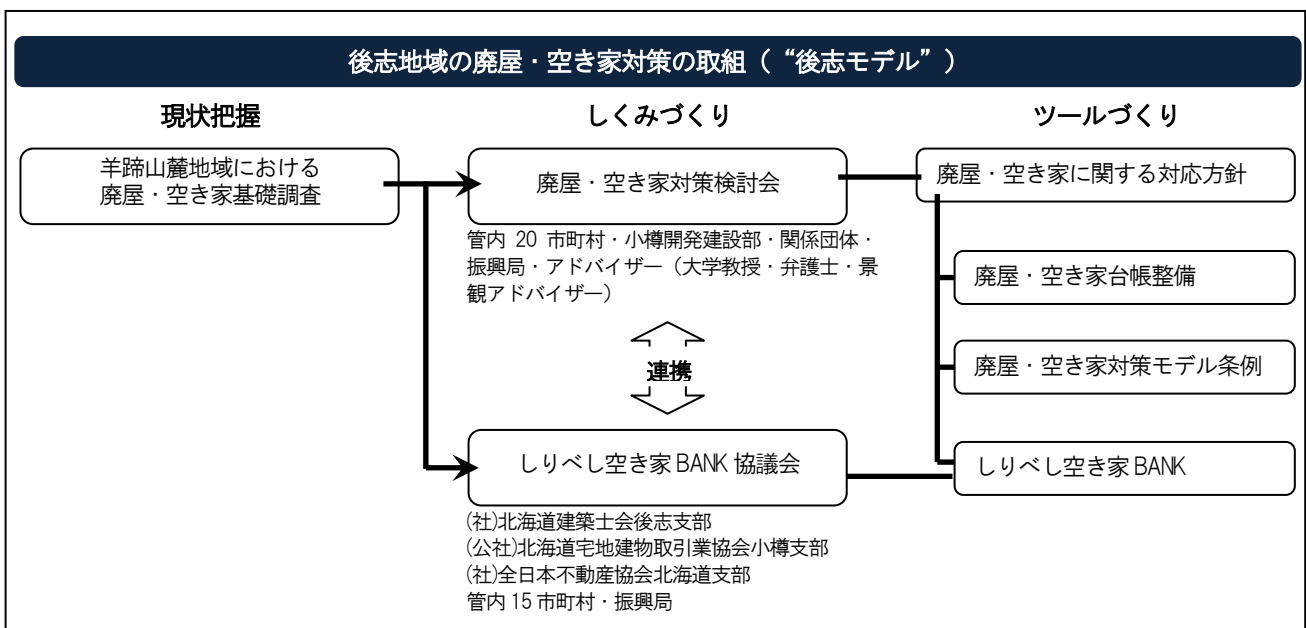 後志地域の廃屋・空き家対策の取組（“後志モデル”）
現状把握
しくみづくり
ツールづくり
羊蹄山麓地域における
廃屋・空き家基礎調査
廃屋・空き家対策検討会
管内 20 市町村・小樽開発建設部・関係団体・
振興局・アドバイザー（大学教授・弁護士・景
観アドバイザー）
連携
しりべし空き家 BANK 協議会
(社)北海道建築士会後志支部
(公社)北海道宅地建物取引業協会小樽支部
(社)全日本不動産協会北海道支部
管内 15 市町村・振興局
廃屋・空き家に関する対応方針
廃屋・空き家台帳整備
廃屋・空き家対策モデル条例
しりべし空き家 BANK